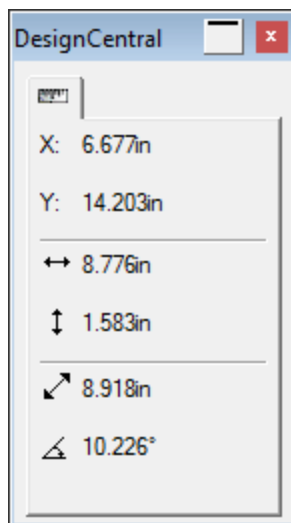 DesignCentral
X: 6.677in
Y: 14.203in
8.776in
1.583in
8.918in
10.226°